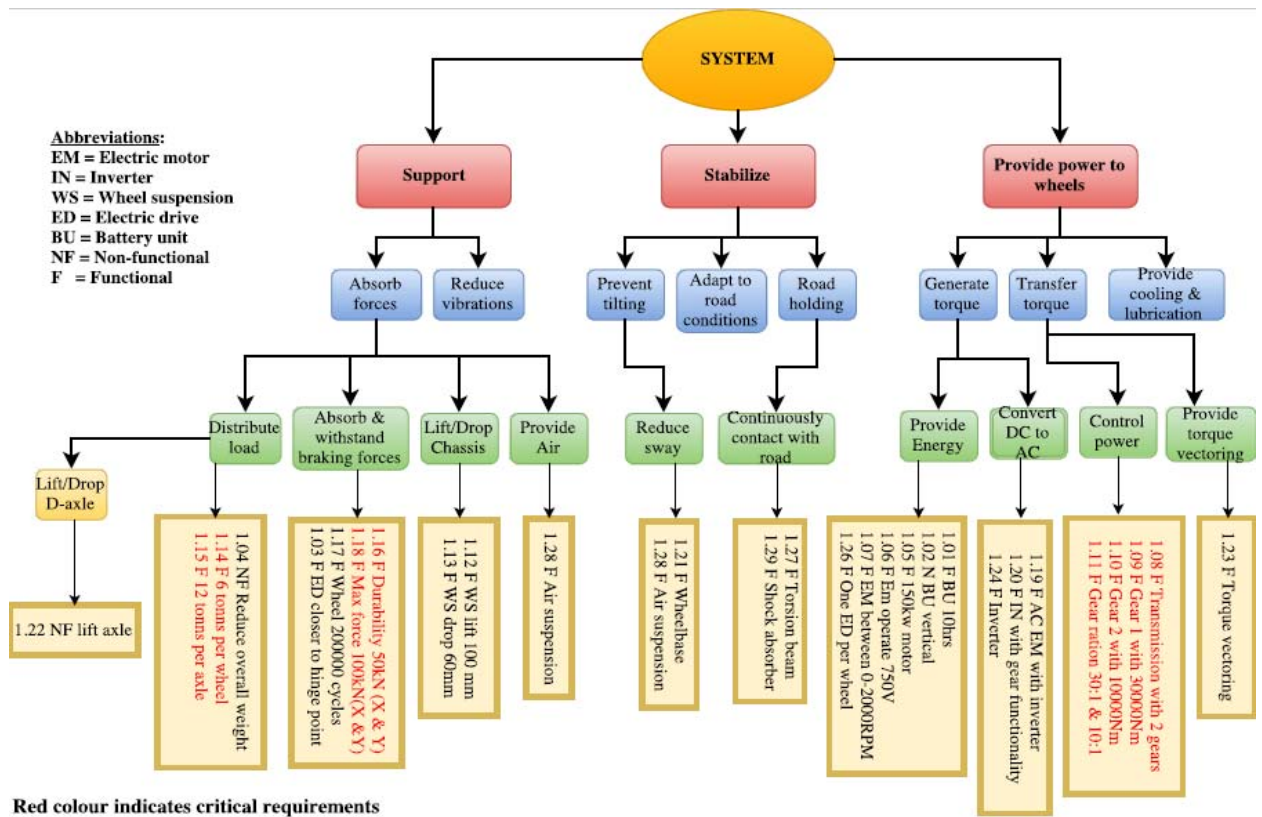 SYSTEM
Abbreviations:
EM = Electric motor
IN = Inverter
WS = Wheel suspension
ED = Electric drive
BU = Battery unit
NF = Non-functional
F = Functional
Support
Stabilize
Provide power to
wheels
Absorb
forces
Reduce
vibrations
Prevent
tilting
Adapt to
road
conditions
Road
holding
Generate
torque
Transfer
torque
Provide
cooling &
lubrication
Distribute
load
Absorb &
withstand
braking forces
Lift/Drop
Chassis
Provide
Air
Reduce
sway
Continuously
contact with
road
Provide
Energy
Convert
DC to
AC
Control
power
Provide
torque
vectoring
Lift/Drop
D-axle
1.22 NF lift axle
1.04 NF Reduce overall weight
1.14 F 6 tons per wheel
1.15 F 12 tonns per axle
1.16 F Durability 50kN (X & Y)
1.18 F Max force 100kN(X &Y)
1.17 F Wheel 200000 cycles
1.03 F ED closer to hinge point
1.12 F WS lift 100 mm
1.13 F WS drop 60mm
1.28 F Air suspension
1.21 F Wheelbase
1.28 F Air suspension
1.27 F Torsion beam
1.29 F Shock absorber
1.01 F BU 10hrs
1.02 N BU vertical
1.05 F 150kw motor
1.06 F Em operate 750V
1.07 F EM between 0-2000RPM
1.26 F One ED per wheel
1.19 F AC EM with inverter
1.20 F IN with gear functionality
1.24 F Inverter
1.08 F Transmission with 2 gears
1.09 F Gear 1 with 30000Nm
1.10 F Gear 2 with 10000Nm
1.11 F Gear ration 30:1 & 10:1
1.23 F Torque vectoring
Red colour indicates critical requirements